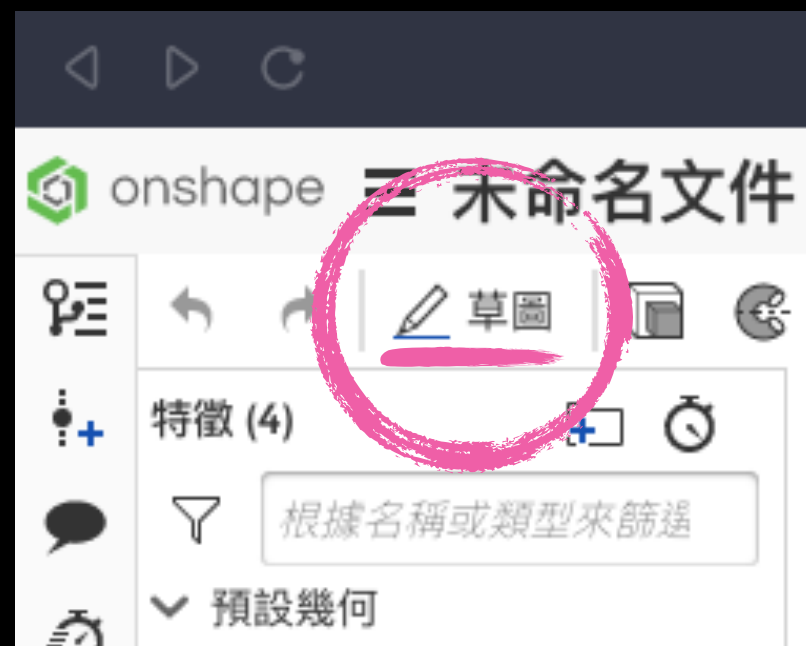 onshape 未命名文件
草圖
特徵 (4)
根據名稱或類型來篩選
預設幾何